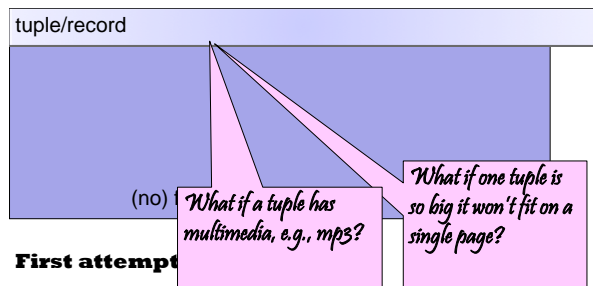 tuple/record
(no) f
What if a tuple has
multimedia, e.g., mp3?
What if one tuple is
so big it won't fit on a
single page?
First attempt